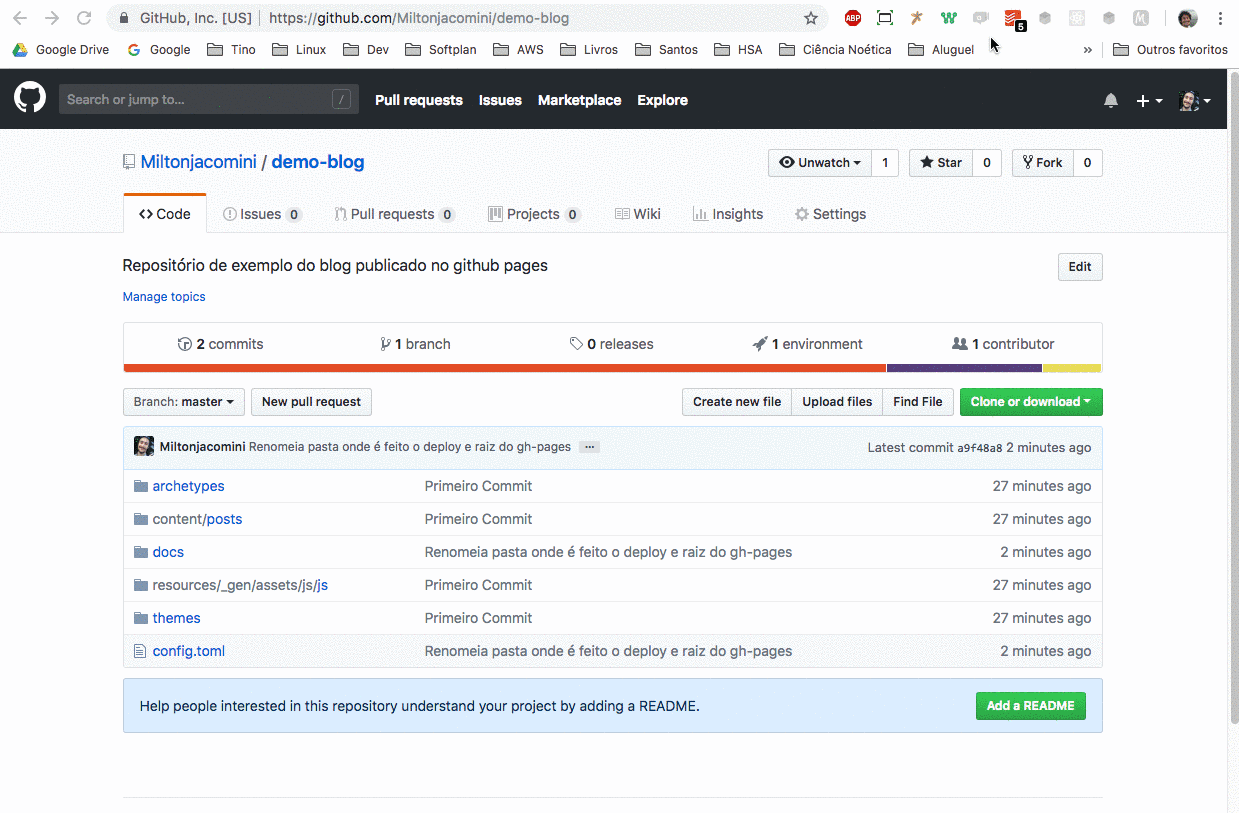 GitHub, Inc. [US] | https://github.com/Miltonjacomini/demo-blog ABP 5 M
Google Drive Google Tino Linux Dev Softplan AWS Livros Santos HSA Ciência Noética Aluguel » Outros favoritos
Search or jump to... / Pull requests Issues Marketplace Explore
Miltonjacomini / demo-blog Unwatch 1 Star 0 Fork 0
Code Issues 0 Pull requests 0 Projects 0 Wiki Insights Settings
Repositório de exemplo do blog publicado no github pages Edit
Manage topics
2 commits 1 branch 0 releases 1 environment 1 contributor
Branch: master New pull request Create new file Upload files Find File Clone or download
Miltonjacomini Renomeia pasta onde é feito o deploy e raiz do gh-pages ... Latest commit a9f48a8 2 minutes ago
archetypes Primeiro Commit 27 minutes ago
content/posts Primeiro Commit 27 minutes ago
docs Renomeia pasta onde é feito o deploy e raiz do gh-pages 2 minutes ago
resources/_gen/assets/js/js Primeiro Commit 27 minutes ago
themes Primeiro Commit 27 minutes ago
config.toml Renomeia pasta onde é feito o deploy e raiz do gh-pages 2 minutes ago
Help people interested in this repository understand your project by adding a README. Add a README